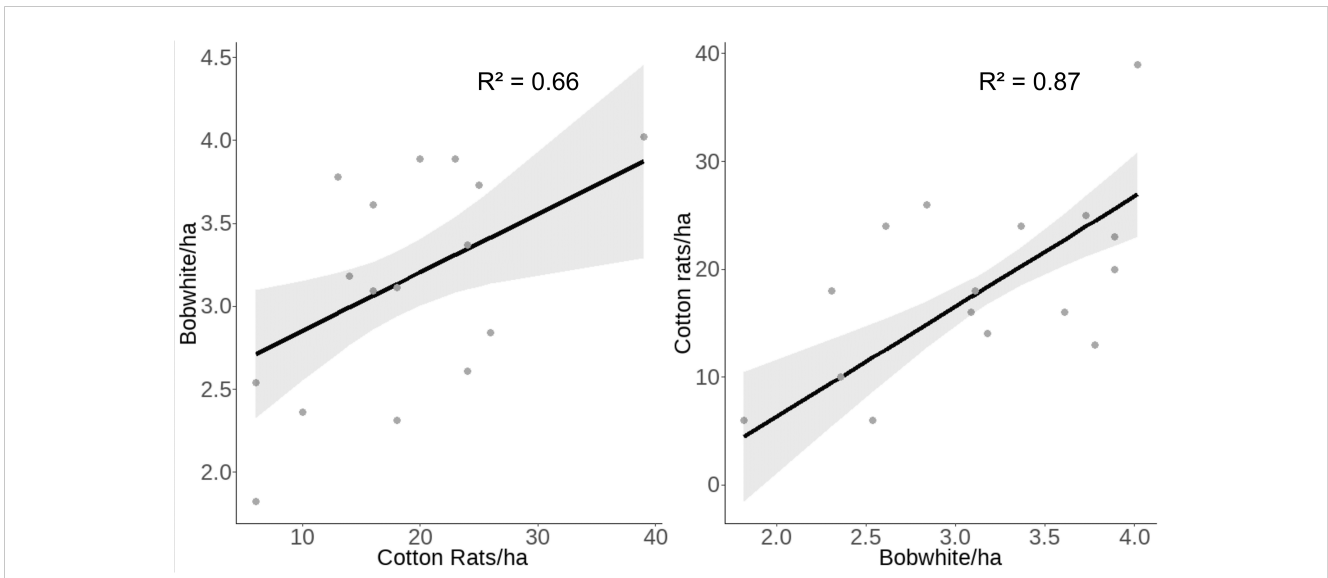 R² = 0.66
4.5
4.0
3.5
3.0
2.5
2.0
Bobwhite/ha
10 20 30 40
Cotton Rats/ha
R² = 0.87
40
30
20
10
0
Cotton rats/ha
2.0 2.5 3.0 3.5 4.0
Bobwhite/ha